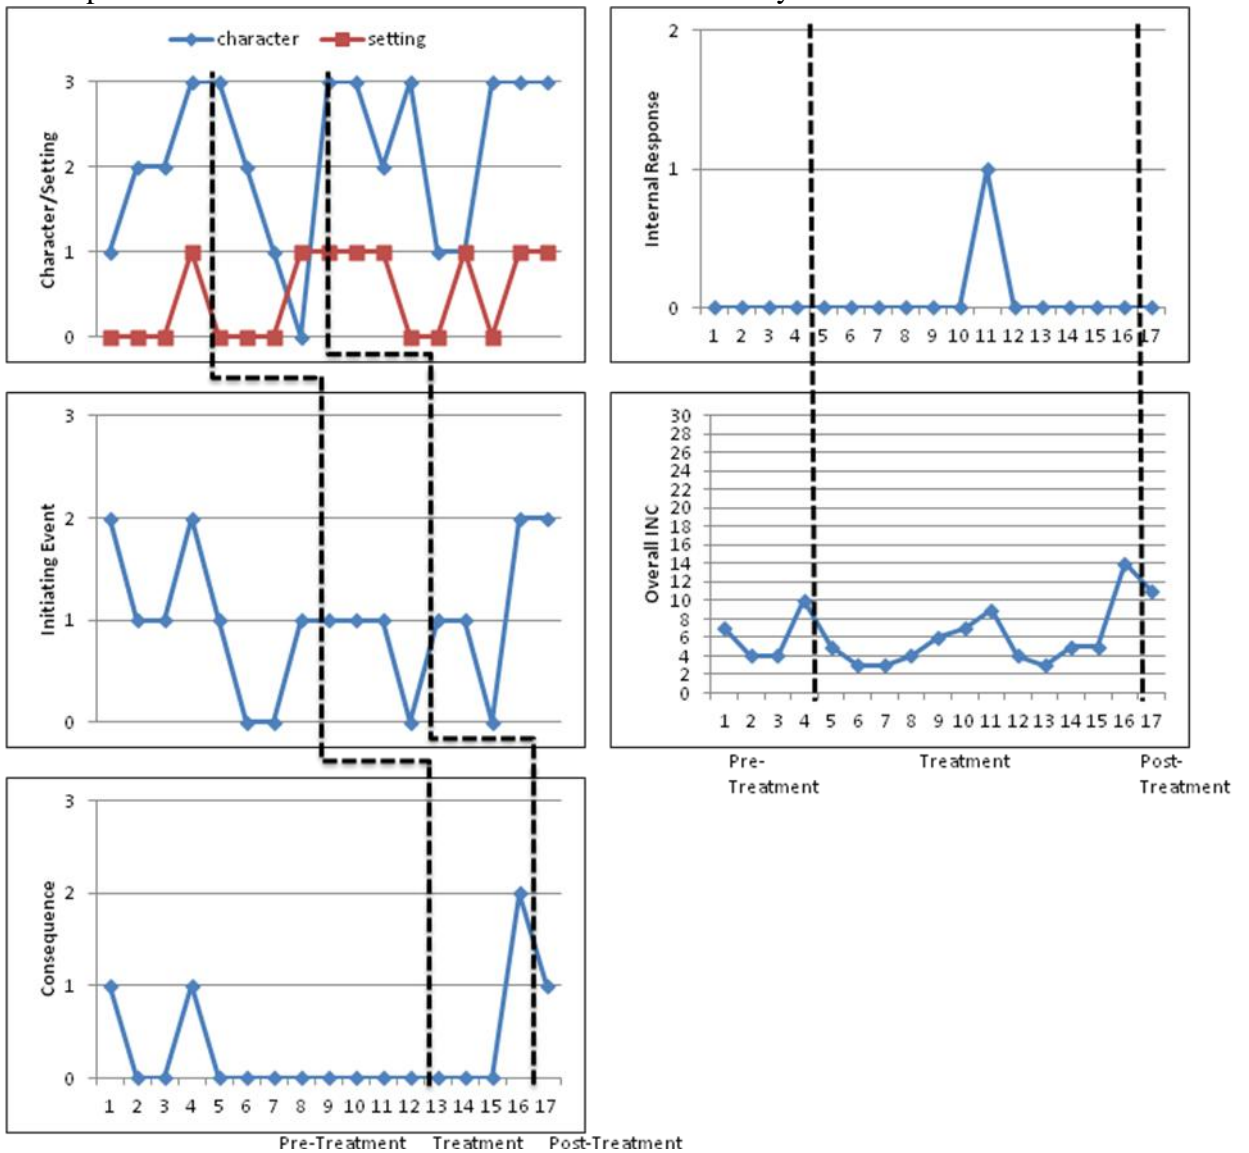 character setting
3
2
1
0
Character/Setting
2
1
0
Internal Response
1 2 3 4 5 6 7 8 9 10 11 12 13 14 15 16 17
3
2
1
0
Initiating Event
30
28
26
24
22
20
18
16
14
12
10
8
6
4
2
0
Overall INC
1 2 3 4 5 6 7 8 9 10 11 12 13 14 15 16 17
Pre-
Treatment
Treatment
Post-
Treatment
3
2
1
0
Consequence
1 2 3 4 5 6 7 8 9 10 11 12 13 14 15 16 17
Pre-Treatment Treatment Post-Treatment